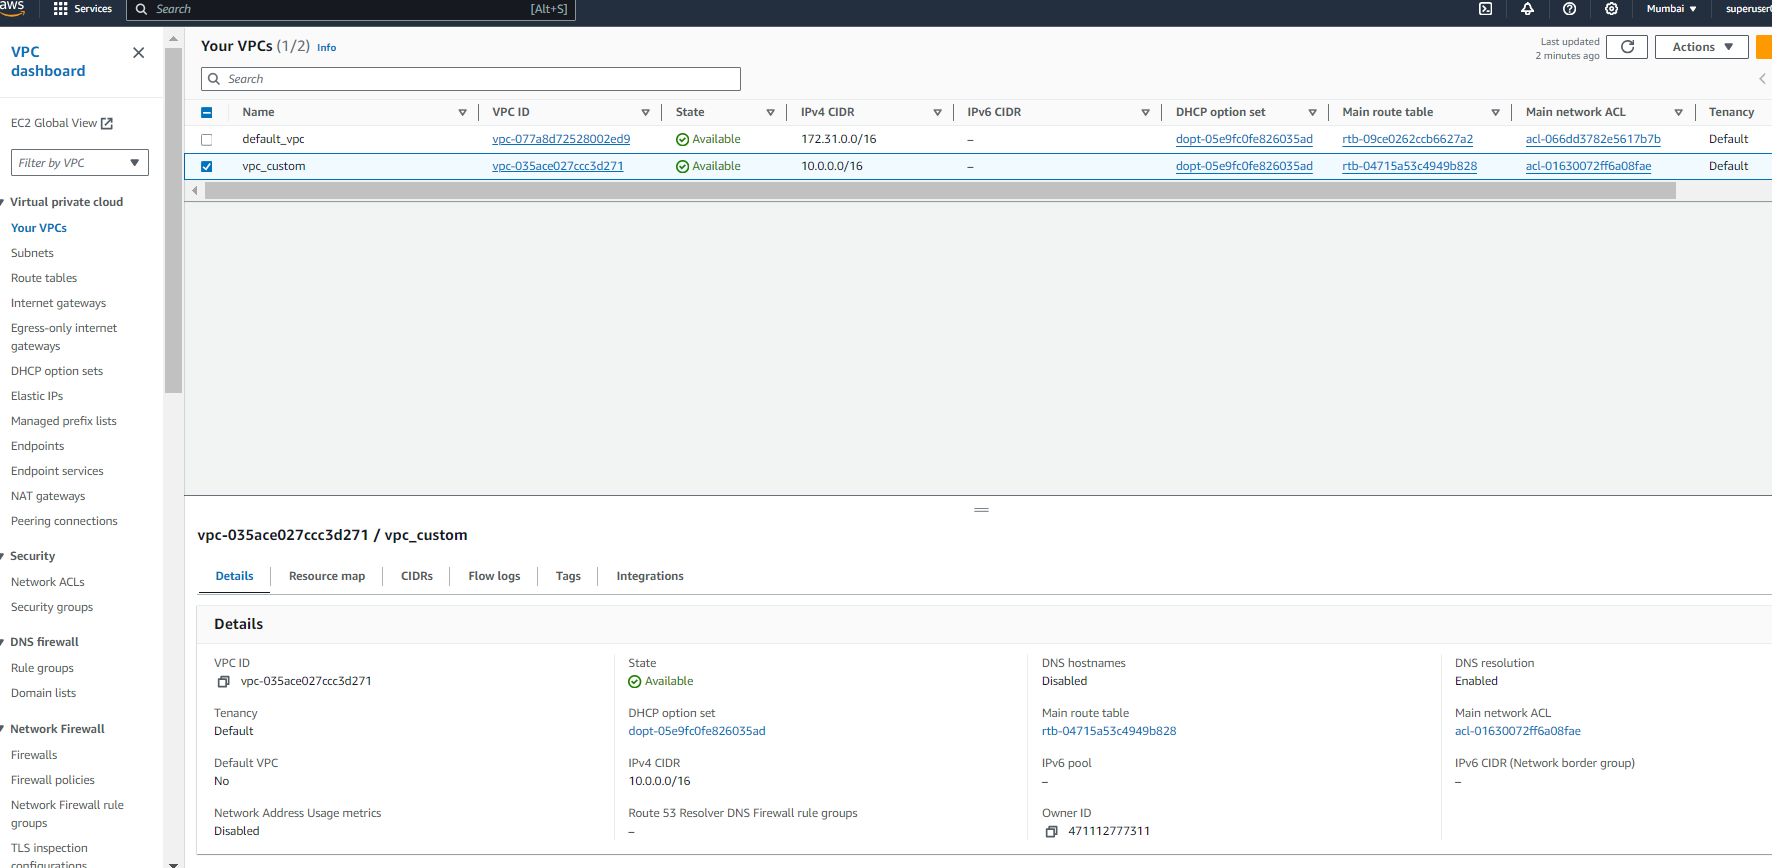 aws
Services
Search
[Alt+S]
Mumbai
VPC
dashboard
EC2 Global View
Filter by VPC
Virtual private cloud
Your VPCs
Subnets
Route tables
Internet gateways
Egress-only internet
gateways
DHCP option sets
Elastic IPs
Managed prefix lists
Endpoints
Endpoint services
NAT gateways
Peering connections
Security
Network ACLs
Security groups
DNS firewall
Rule groups
Domain lists
Network Firewall
Firewalls
Firewall policies
Network Firewall rule
groups
TLS inspection
configurations
Your VPCs (1/2) Info
Last updated
2 minutes ago
Actions
Search
Name VPC ID State IPv4 CIDR IPv6 CIDR DHCP option set Main route table Main network ACL Tenancy
default_vpc vpc-077a8d72528002ed9 Available 172.31.0.0/16 – dopt-05e9fc0fe826035ad rtb-09ce0262ccb6627a2 acl-066dd3782e5617b7b Default
vpc_custom vpc-035ace027ccc3d271 Available 10.0.0.0/16 – dopt-05e9fc0fe826035ad rtb-04715a53c4949b828 acl-01630072ff6a08fae Default
vpc-035ace027ccc3d271 / vpc_custom
Details Resource map CIDRs Flow logs Tags Integrations
Details
VPC ID
vpc-035ace027ccc3d271
State
Available
DNS hostnames
Disabled
DNS resolution
Enabled
Tenancy
Default
DHCP option set
dopt-05e9fc0fe826035ad
Main route table
rtb-04715a53c4949b828
Main network ACL
acl-01630072ff6a08fae
Default VPC
No
IPv4 CIDR
10.0.0.0/16
IPv6 pool
–
IPv6 CIDR (Network border group)
–
Network Address Usage metrics
Disabled
Route 53 Resolver DNS Firewall rule groups
–
Owner ID
471112777311